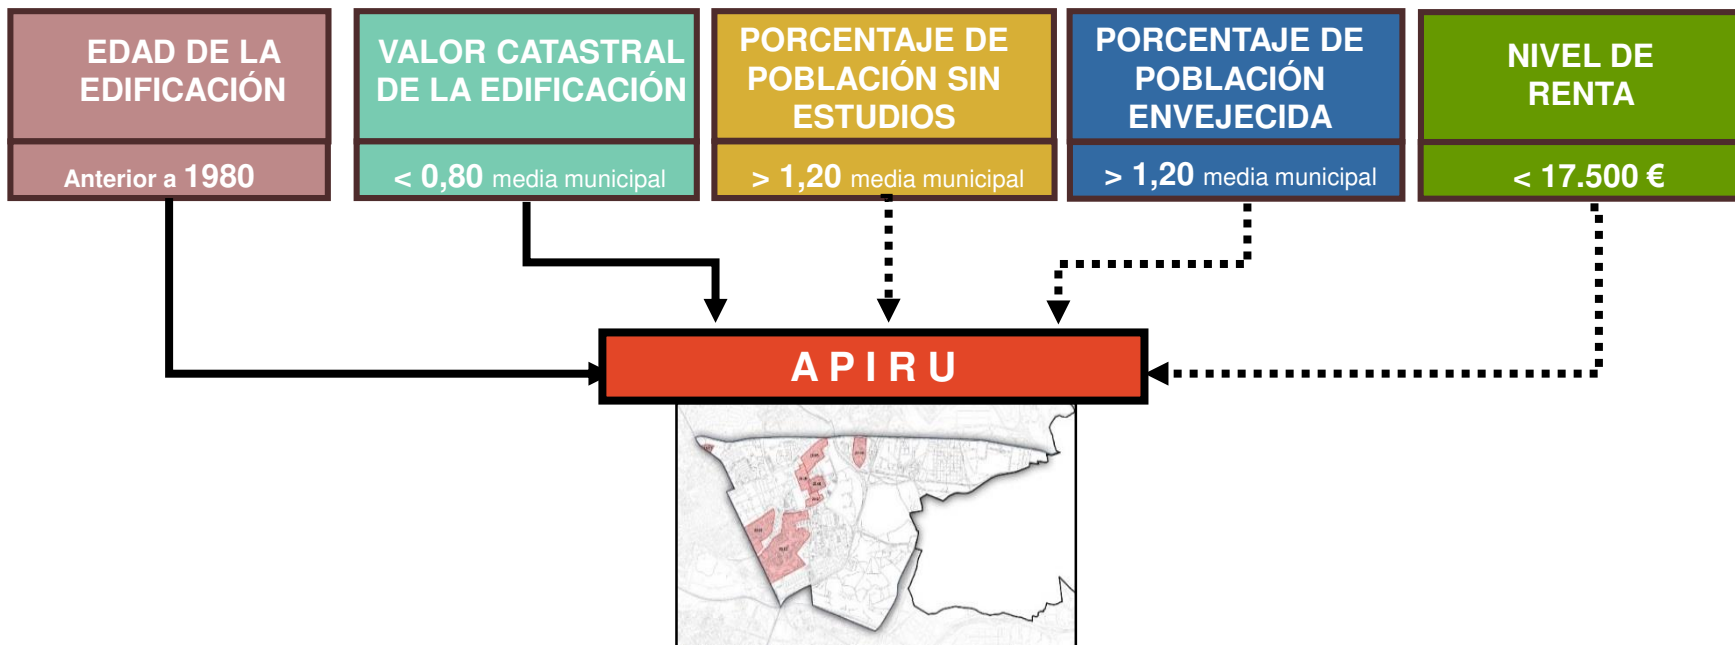 EDAD DE LA
EDIFICACIÓN
Anterior a 1980
VALOR CATASTRAL
DE LA EDIFICACIÓN
< 0,80 media municipal
PORCENTAJE DE
POBLACIÓN SIN
ESTUDIOS
> 1,20 media municipal
PORCENTAJE DE
POBLACIÓN
ENVEJECIDA
> 1,20 media municipal
NIVEL DE
RENTA
< 17.500 €
A P I R U